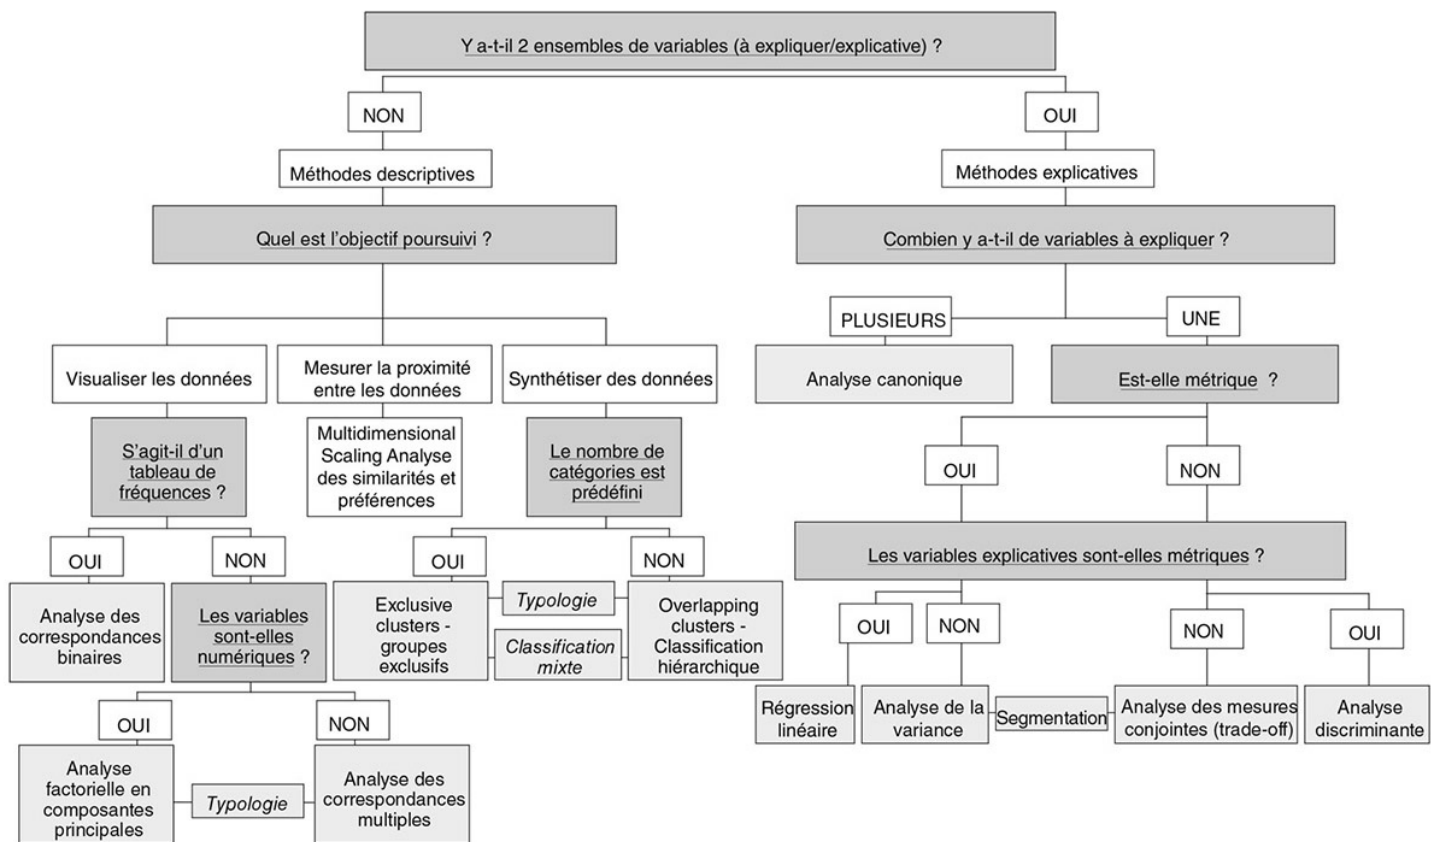 Y a-t-il 2 ensembles de variables (à expliquer/explicative) ?
NON
OUI
Méthodes descriptives
Méthodes explicatives
Quel est l'objectif poursuivi ?
Combien y a-t-il de variables à expliquer ?
PLUSIEURS
UNE
Visualiser les données
Mesurer la proximité
entre les données
Synthétiser des données
Analyse canonique
Est-elle métrique ?
S'agit-il d'un
tableau de
fréquences ?
Multidimensional
Scaling Analyse
des similarités et
préférences
Le nombre de
catégories est
prédéfini
OUI
NON
OUI
NON
OUI
NON
Les variables explicatives sont-elles métriques ?
Analyse des
correspondances
binaires
Les variables
sont-elles
numériques ?
Exclusive
clusters -
groupes
exclusifs
Typologie
Classification
mixte
Overlapping
clusters -
Classification
hiérarchique
OUI
NON
NON
OUI
Régression
linéaire
Analyse de la
variance
Segmentation
Analyse des mesures
conjointes (trade-off)
Analyse
discriminante
OUI
NON
Analyse
factorielle en
composantes
principales
Typologie
Analyse des
correspondances
multiples